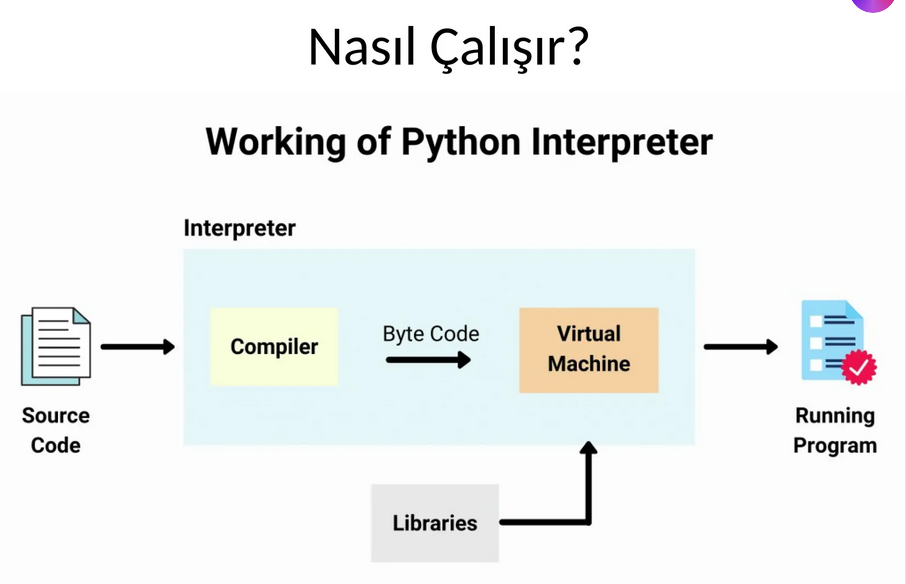 Nasıl Çalışır?
Working of Python Interpreter
Interpreter
Source
Code
Compiler
Byte Code
Virtual
Machine
Running
Program
Libraries